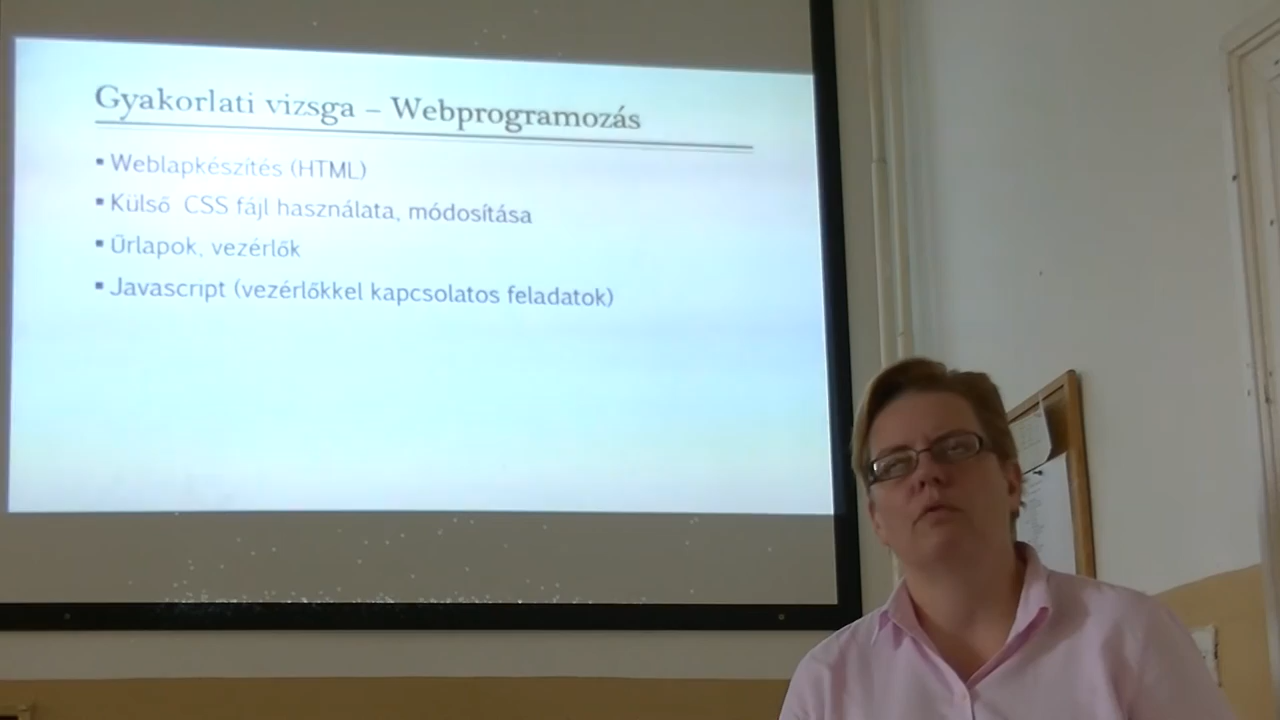 Gyakorlati vizsga – Webprogramozás
▪ Weblapkészítés (HTML)
▪ Külső CSS fájl használata, módosítása
▪ Űrlapok, vezérlők
▪ Javascript (vezérlőkkel kapcsolatos feladatok)